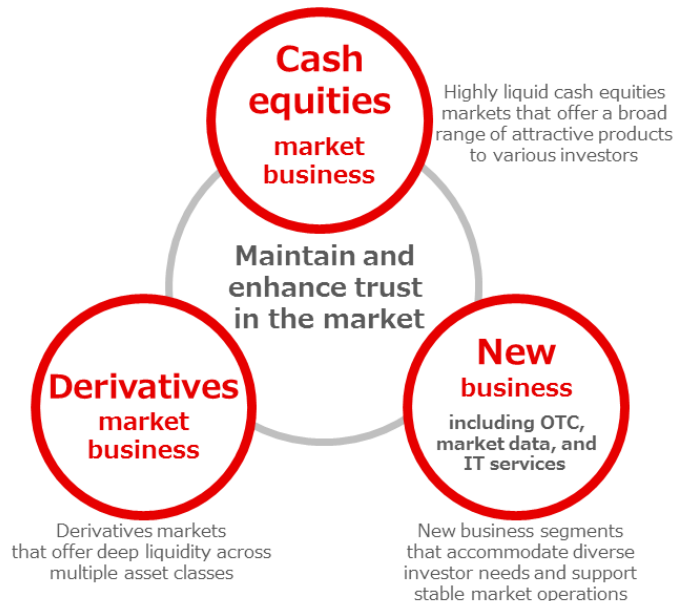 Cash
equities
market
business
Highly liquid cash equities
markets that offer a broad
range of attractive products
to various investors
Maintain and
enhance trust
in the market
Derivatives
market
business
Derivatives markets
that offer deep liquidity across
multiple asset classes
New
business
including OTC,
market data, and
IT services
New business segments
that accommodate diverse
investor needs and support
stable market operations